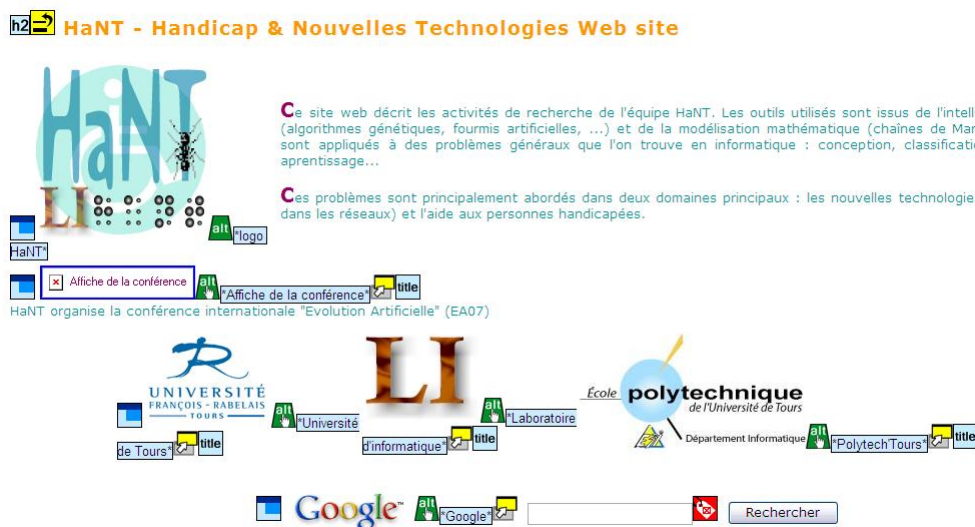 h2 HaNT - Handicap & Nouvelles Technologies Web site
HaNT
LI
Ce site web décrit les activités de recherche de l'équipe HaNT. Les outils utilisés sont issus de l'intell
(algorithmes génétiques, fourmis artificielles, ...) et de la modélisation mathématique (chaînes de Mar
sont appliqués à des problèmes généraux que l'on trouve en informatique : conception, classificatio
aprentissage...
Ces problèmes sont principalement abordés dans deux domaines principaux : les nouvelles technologie
dans les réseaux) et l'aide aux personnes handicapées.
alt *logo
HaNT*
Affiche de la conférence alt *Affiche de la conférence* title
HaNT organise la conférence internationale "Evolution Artificielle" (EA07)
UNIVERSITÉ
FRANÇOIS - RABELAIS
TOURS
alt *Université
de Tours* title
LI
alt *Laboratoire
d'informatique* title
École polytechnique
de l'Université de Tours
Département Informatique alt *Polytech'Tours* title
Google™ alt *Google* Rechercher